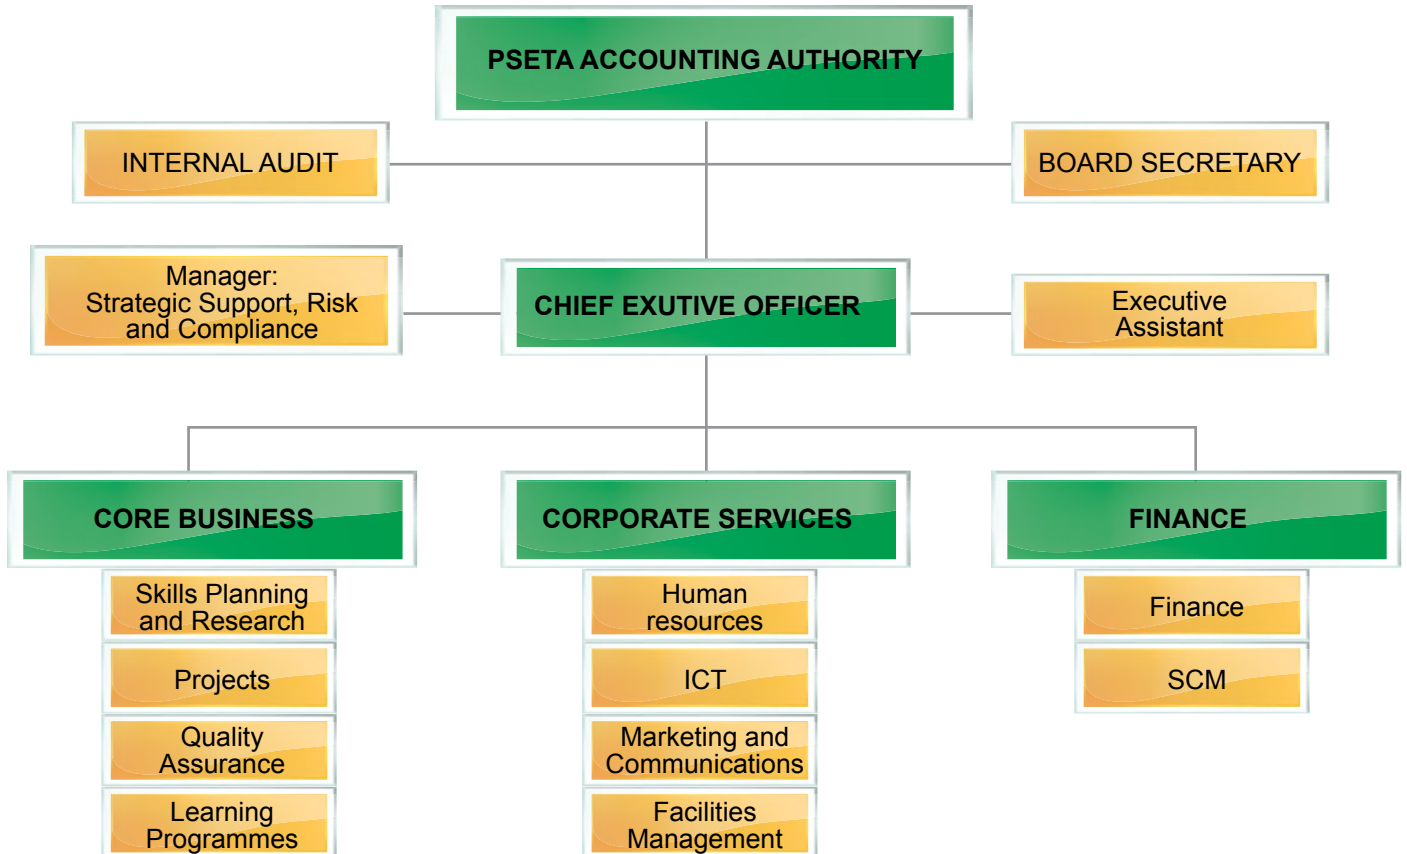 PSETA ACCOUNTING AUTHORITY
INTERNAL AUDIT
BOARD SECRETARY
Manager:
Strategic Support, Risk
and Compliance
CHIEF EXUTIVE OFFICER
Executive
Assistant
CORE BUSINESS
CORPORATE SERVICES
FINANCE
Skills Planning
and Research
Projects
Quality
Assurance
Learning
Programmes
Human
resources
ICT
Marketing and
Communications
Facilities
Management
Finance
SCM